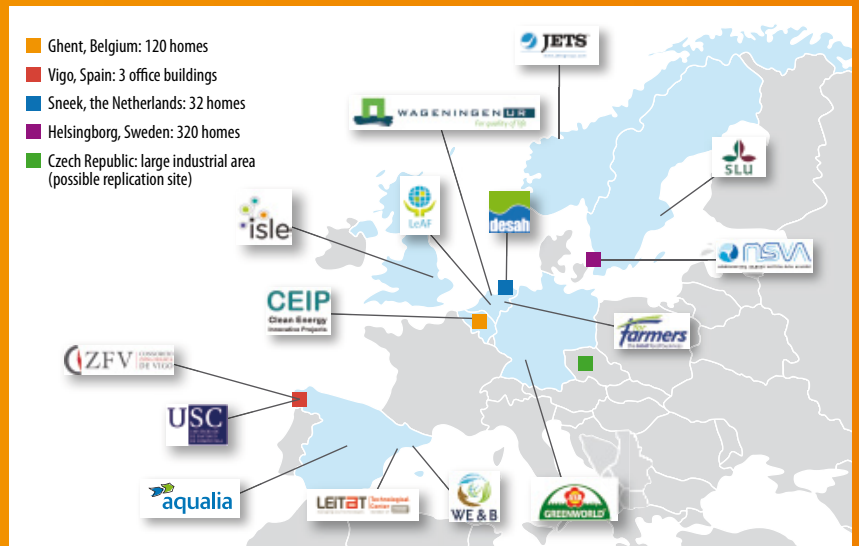 Ghent, Belgium: 120 homes
Vigo, Spain: 3 office buildings
Sneek, the Netherlands: 32 homes
Helsingborg, Sweden: 320 homes
Czech Republic: large industrial area
(possible replication site)
JETS
WAGENINGEN UR
For quality of life
SLU
isle
LeAF
desah
NSVA
CEIP
Clean Energy
Innovative Projects
for
farmers
ZFV
CONSORCIO
DE VIGO
USC
aqualia
LEITAT
Technological
Center
WE & B
GREENWORLD